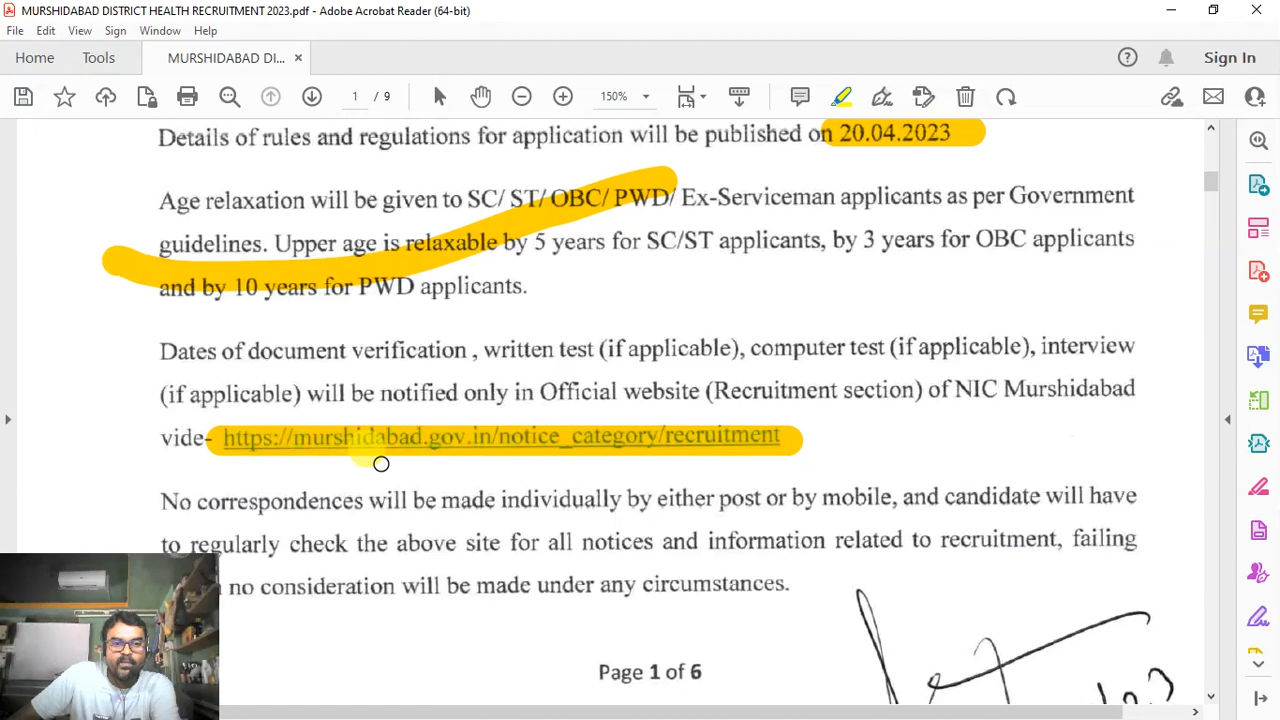 MURSHIDABAD DISTRICT HEALTH RECRUITMENT 2023.pdf - Adobe Acrobat Reader (64-bit)
File Edit View Sign Window Help
Home Tools MURSHIDABAD DI... × Sign In
1 / 9 150%
Details of rules and regulations for application will be published on 20.04.2023
Age relaxation will be given to SC/ ST/ OBC/ PWD/ Ex-Serviceman applicants as per Government
guidelines. Upper age is relaxable by 5 years for SC/ST applicants, by 3 years for OBC applicants
and by 10 years for PWD applicants.
Dates of document verification , written test (if applicable), computer test (if applicable), interview
(if applicable) will be notified only in Official website (Recruitment section) of NIC Murshidabad
vide- https://murshidabad.gov.in/notice_category/recruitment
No correspondences will be made individually by either post or by mobile, and candidate will have
to regularly check the above site for all notices and information related to recruitment, failing
no consideration will be made under any circumstances.
Page 1 of 6